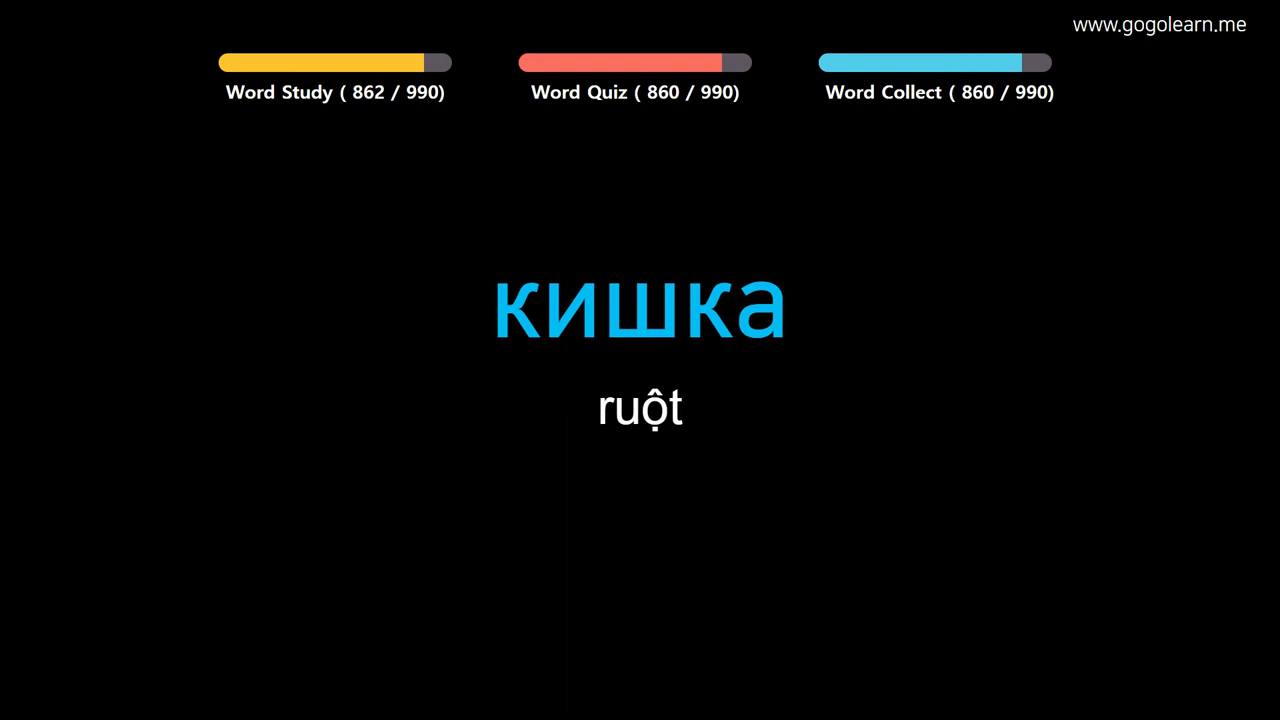 www.gogolearn.me
Word Study ( 862 / 990)
Word Quiz ( 860 / 990)
Word Collect ( 860 / 990)
кишка
ruột